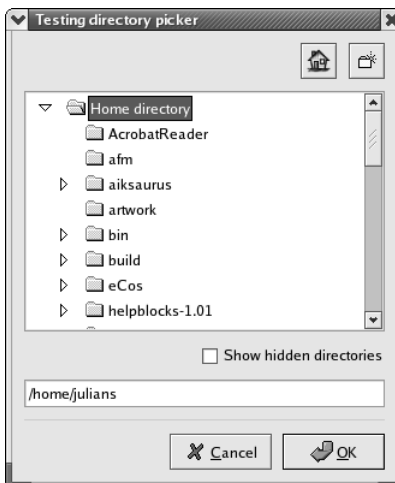 Testing directory picker
Home directory
AcrobatReader
afm
aiksaurus
artwork
bin
build
eCos
helpblocks-1.01
Show hidden directories
/home/julians
Cancel
OK